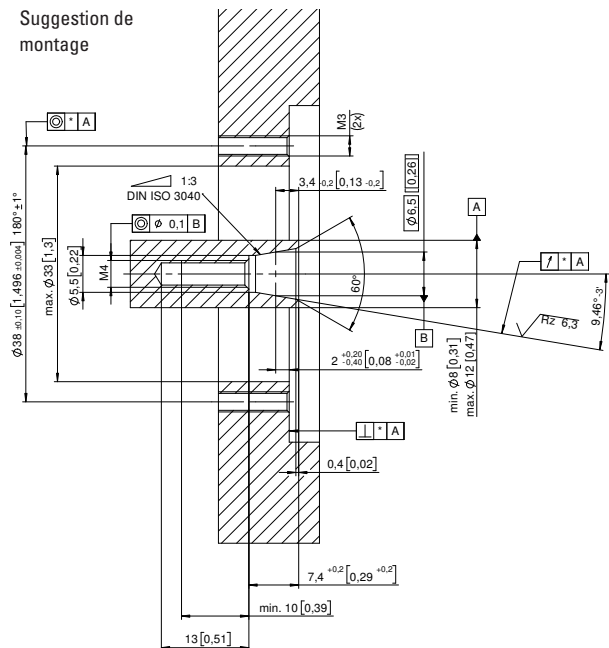 Suggestion de
montage
◎ * A
M3
(2x)
3,4 -0,2 [0,13 -0,2]
Ø6,5 [0,26]
1:3
DIN ISO 3040
A
◎ ϕ 0,1 B
↗ * A
Ø38 ±0,10 [1,496 ±0.004] 180° ±1°
max. Ø33 [1,3]
Ø5,5 [0,22]
M4
60°
9,46° -3'
Rz 6,3
B
2 +0,20 -0,40 [0,08 +0,01 -0,02]
min. Ø8 [0,31]
max. Ø12 [0,47]
⊥ * A
0,4 [0,02]
7,4 +0,2 [0,29 +0,2]
min. 10 [0,39]
13 [0,51]